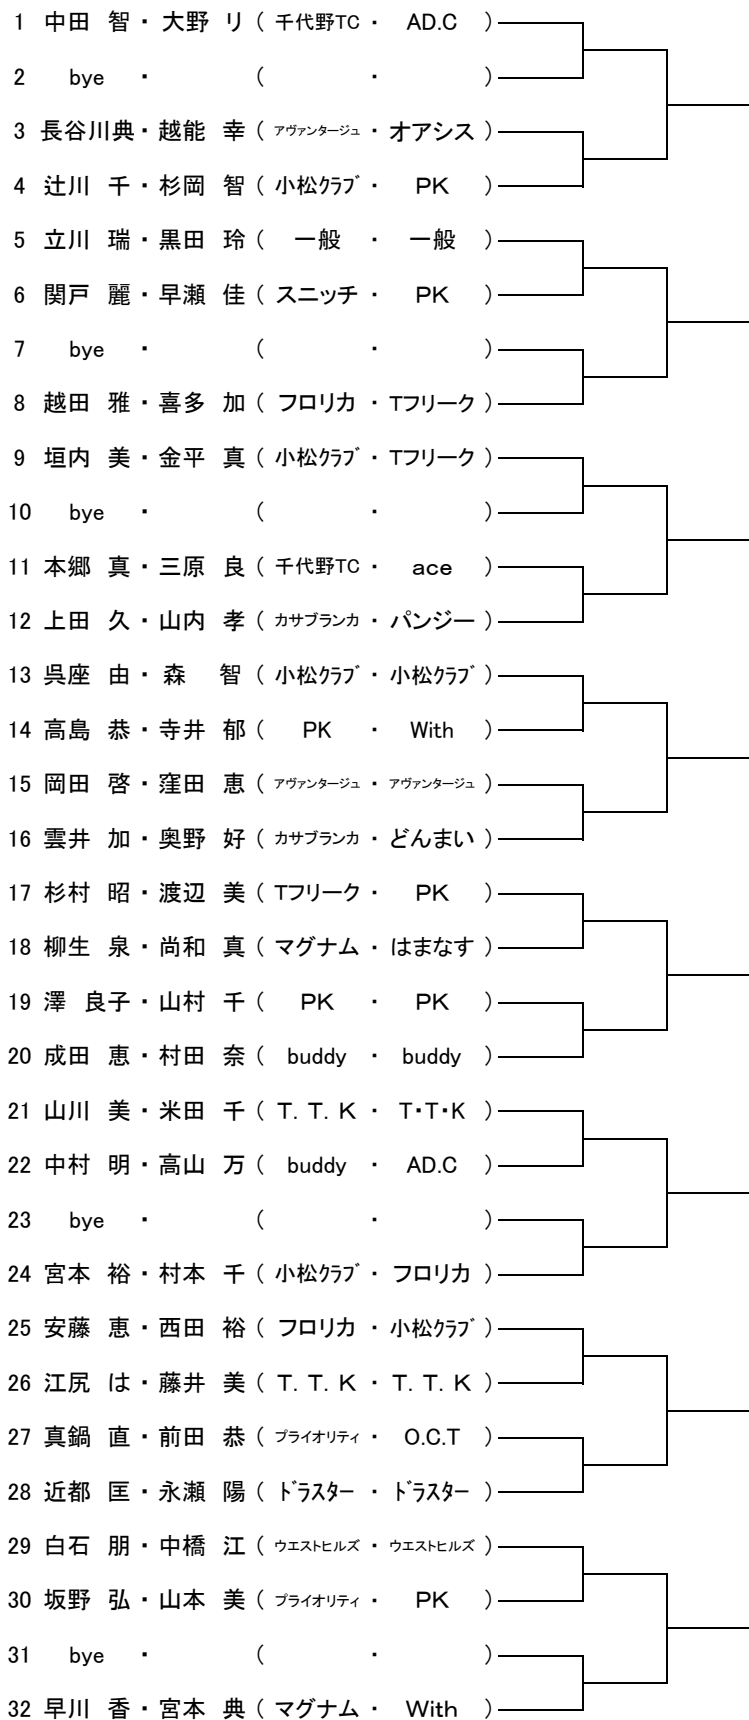 1 中田 智・大野 リ ( 千代野TC ・ AD.C )
2 bye ・ ( ・ )
3 長谷川典・越能 幸 ( アヴァンタージュ ・ オアシス )
4 辻川 千・杉岡 智 ( 小松ｸﾗﾌﾞ ・ PK )
5 立川 瑞・黒田 玲 ( 一般 ・ 一般 )
6 関戸 麗・早瀬 佳 ( スニッチ ・ PK )
7 bye ・ ( ・ )
8 越田 雅・喜多 加 ( フロリカ ・ Tフリーク )
9 垣内 美・金平 真 ( 小松ｸﾗﾌﾞ ・ Tフリーク )
10 bye ・ ( ・ )
11 本郷 真・三原 良 ( 千代野TC ・ ace )
12 上田 久・山内 孝 ( カサブランカ ・ パンジー )
13 呉座 由・森 智 ( 小松ｸﾗﾌﾞ ・ 小松ｸﾗﾌﾞ )
14 高島 恭・寺井 郁 ( PK ・ With )
15 岡田 啓・窪田 恵 ( アヴァンタージュ ・ アヴァンタージュ )
16 雲井 加・奥野 好 ( カサブランカ ・ どんまい )
17 杉村 昭・渡辺 美 ( Tフリーク ・ PK )
18 柳生 泉・尚和 真 ( マグナム ・ はまなす )
19 澤 良子・山村 千 ( PK ・ PK )
20 成田 恵・村田 奈 ( buddy ・ buddy )
21 山川 美・米田 千 ( T. T. K ・ T・T・K )
22 中村 明・高山 万 ( buddy ・ AD.C )
23 bye ・ ( ・ )
24 宮本 裕・村本 千 ( 小松ｸﾗﾌﾞ ・ フロリカ )
25 安藤 恵・西田 裕 ( フロリカ ・ 小松ｸﾗﾌﾞ )
26 江尻 は・藤井 美 ( T. T. K ・ T. T. K )
27 真鍋 直・前田 恭 ( プライオリティ ・ O.C.T )
28 近都 匡・永瀬 陽 ( ﾄﾞラスター ・ ﾄﾞラスター )
29 白石 朋・中橋 江 ( ウエストヒルズ ・ ウエストヒルズ )
30 坂野 弘・山本 美 ( プライオリティ ・ PK )
31 bye ・ ( ・ )
32 早川 香・宮本 典 ( マグナム ・ With )